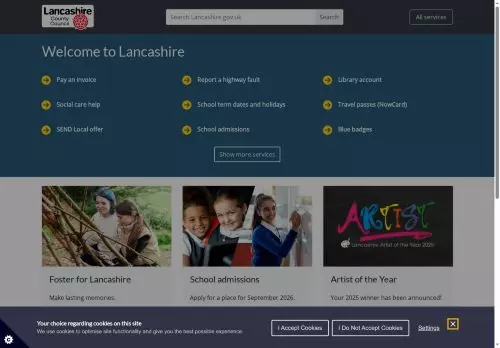 Lancashire
County
Council
Search Lancashire.gov.uk
Search
All services
Welcome to Lancashire
Pay an invoice
Report a highway fault
Library account
Social care help
School term dates and holidays
Travel passes (NowCard)
SEND Local offer
School admissions
Blue badges
Show more services
ARTIST
Lancashire Artist of the Year 2025
Foster for Lancashire
School admissions
Artist of the Year
Make lasting memories.
Apply for a place for September 2026.
Your 2025 winner has been announced!
Your choice regarding cookies on this site
We use cookies to optimise site functionality and give you the best possible experience.
I Accept Cookies
I Do Not Accept Cookies
Settings
X